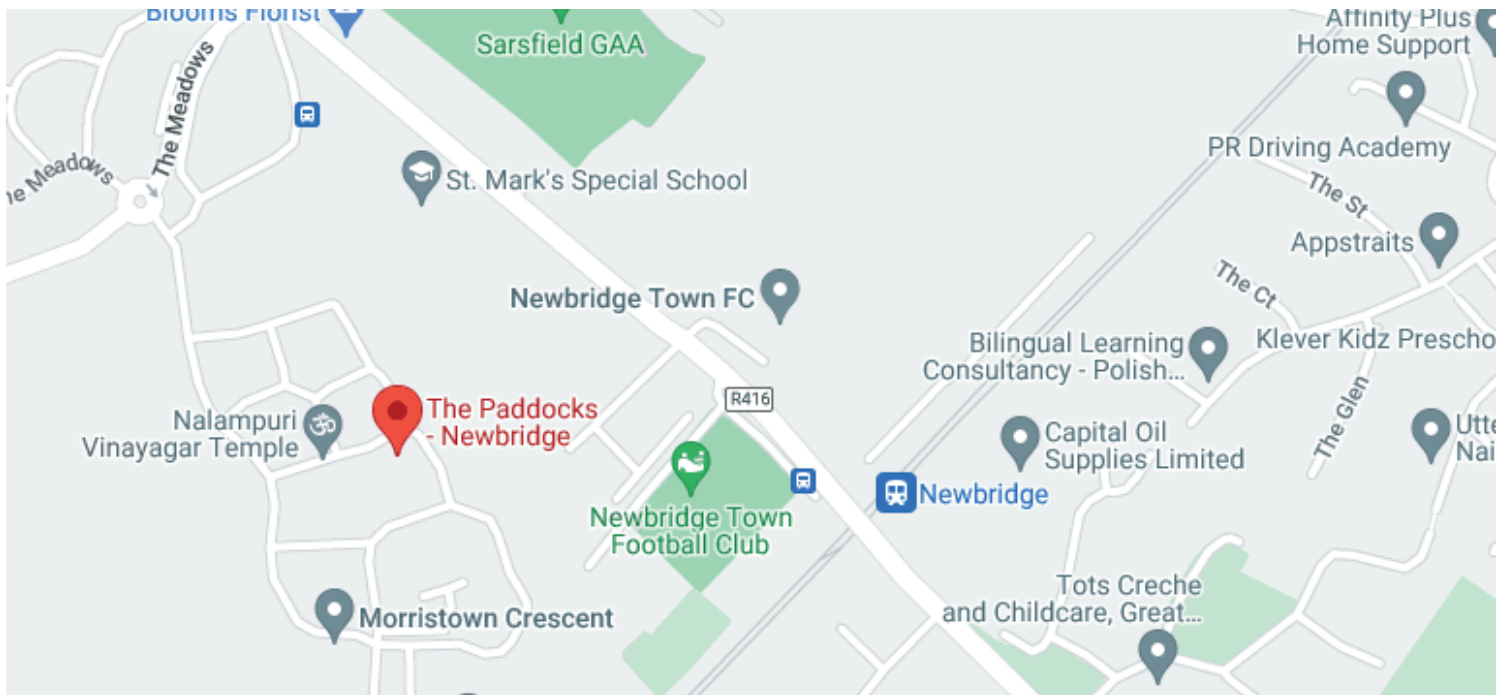 Blooms Florist
Sarsfield GAA
Affinity Plus
Home Support
The Meadows
The Meadows
PR Driving Academy
St. Mark's Special School
The St
Appstraits
The Ct
Newbridge Town FC
Bilingual Learning
Consultancy - Polish...
Klever Kidz Prescho
R416
The Paddocks
- Newbridge
Nalampuri
Vinayagar Temple
ॐ
The Glen
Capital Oil
Supplies Limited
Utte
Nai
Newbridge
Newbridge Town
Football Club
Tots Creche
and Childcare, Great...
Morristown Crescent